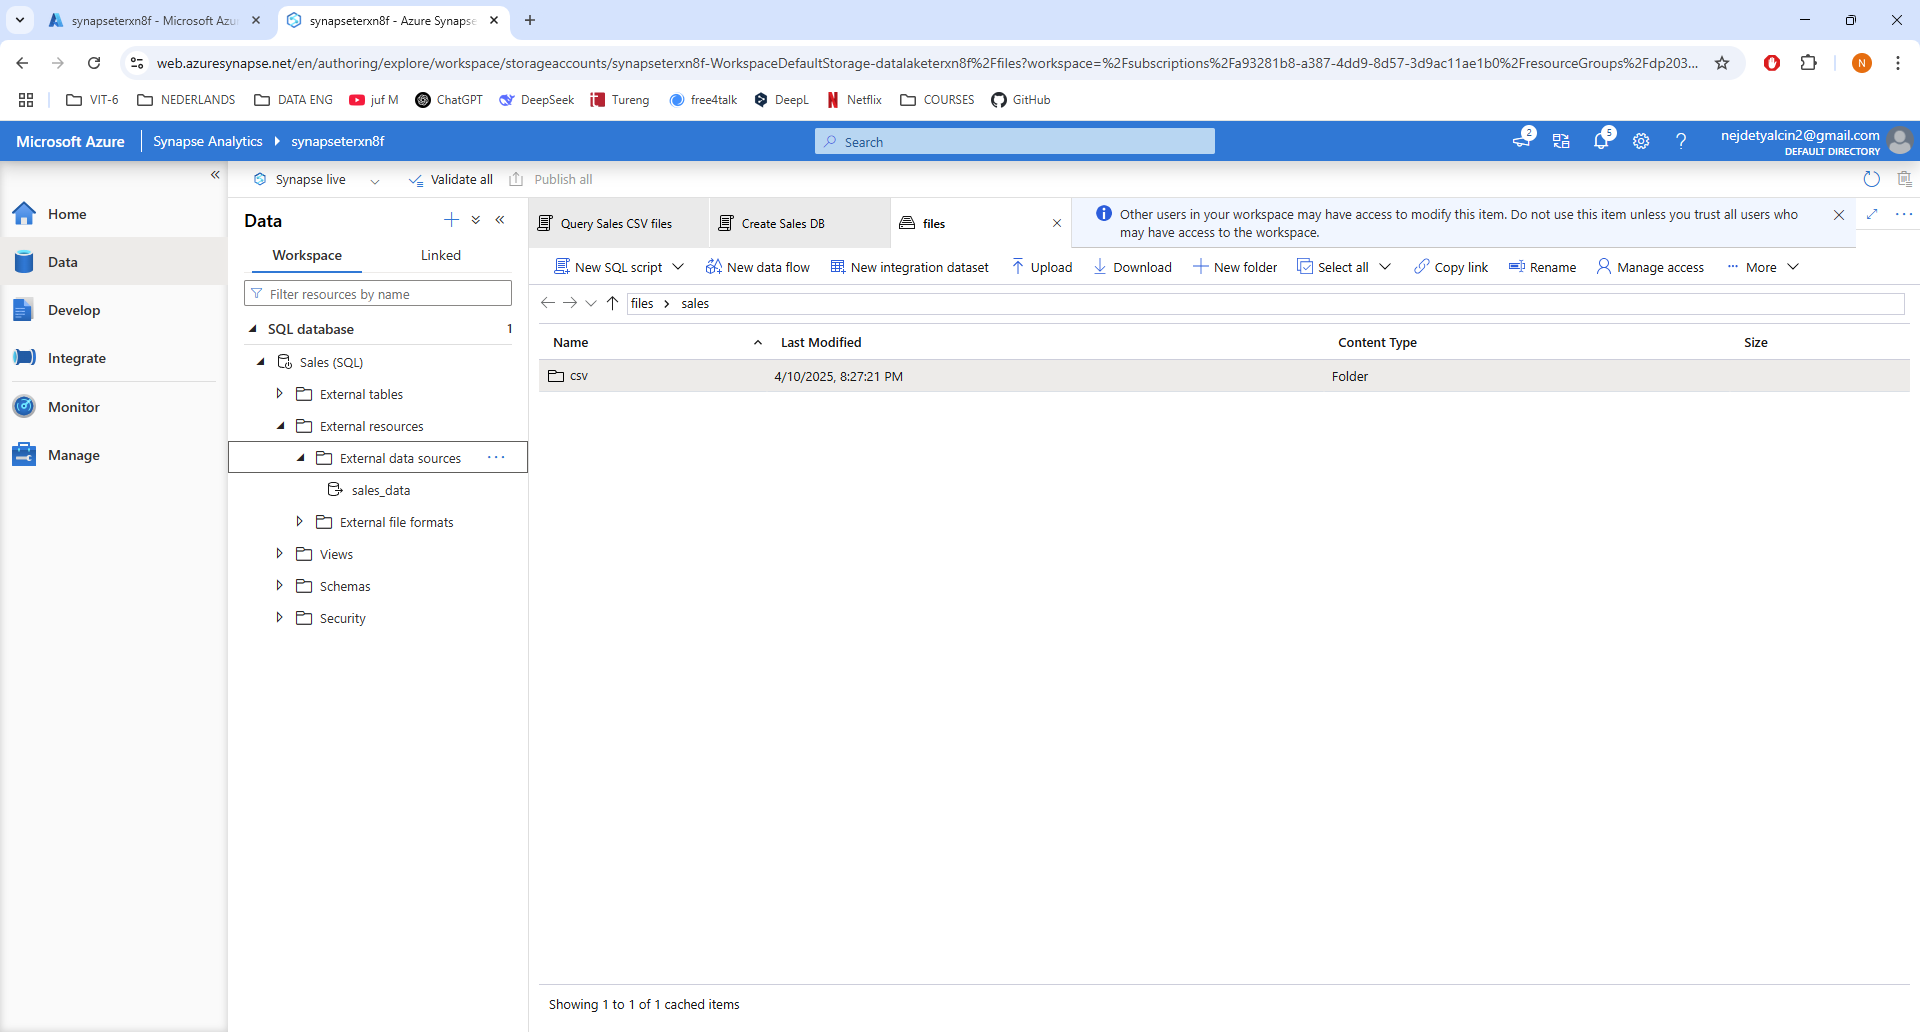 synapseterxn8f - Microsoft Azu
synapseterxn8f - Azure Synapse
web.azuresynapse.net/en/authoring/explore/workspace/storageaccounts/synapseterxn8f-WorkspaceDefaultStorage-datalaketerxn8f%2Ffiles?workspace=%2Fsubscriptions%2Fa93281b8-a387-4dd9-8d57-3d9ac11ae1b0%2FresourceGroups%2Fdp203...
N
VIT-6
NEDERLANDS
DATA ENG
juf M
ChatGPT
DeepSeek
Tureng
free4talk
DeepL
Netflix
COURSES
GitHub
Microsoft Azure
Synapse Analytics
synapseterxn8f
Search
2
5
nejdetyalcin2@gmail.com
DEFAULT DIRECTORY
Synapse live
Validate all
Publish all
Home
Data
Develop
Integrate
Monitor
Manage
Data
Workspace
Linked
Filter resources by name
SQL database 1
Sales (SQL)
External tables
External resources
External data sources
sales_data
External file formats
Views
Schemas
Security
Query Sales CSV files
Create Sales DB
files
Other users in your workspace may have access to modify this item. Do not use this item unless you trust all users who
may have access to the workspace.
New SQL script
New data flow
New integration dataset
Upload
Download
New folder
Select all
Copy link
Rename
Manage access
More
files > sales
Name Last Modified Content Type Size
csv 4/10/2025, 8:27:21 PM Folder
Showing 1 to 1 of 1 cached items